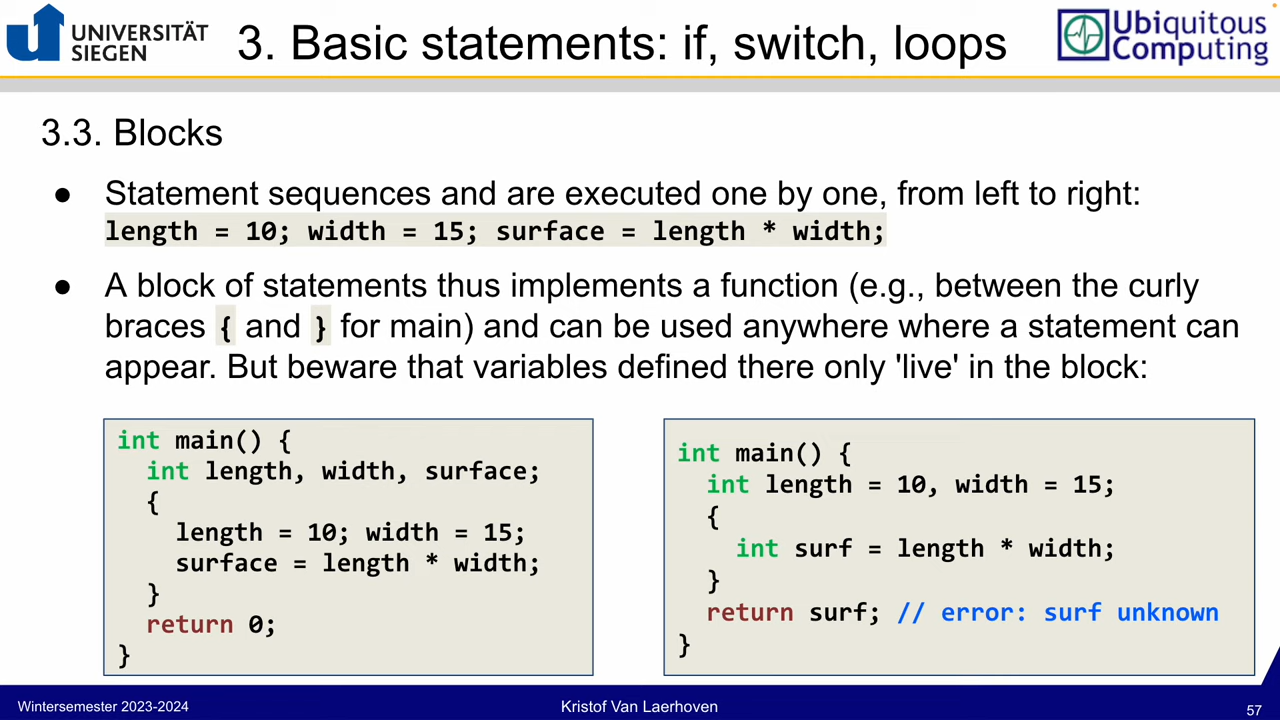 UNIVERSITÄT
SIEGEN
3. Basic statements: if, switch, loops
Ubiquitous
Computing
3.3. Blocks
● Statement sequences and are executed one by one, from left to right:
length = 10; width = 15; surface = length * width;
● A block of statements thus implements a function (e.g., between the curly
braces { and } for main) and can be used anywhere where a statement can
appear. But beware that variables defined there only 'live' in the block:
int main() {
  int length, width, surface;
  {
    length = 10; width = 15;
    surface = length * width;
  }
  return 0;
}
int main() {
  int length = 10, width = 15;
  {
    int surf = length * width;
  }
  return surf; // error: surf unknown
}
Wintersemester 2023-2024
Kristof Van Laerhoven
57